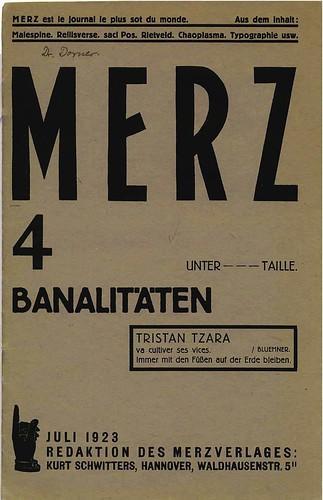 MERZ est le journal le plus sot du monde. Aus dem Inhalt:
Malespine. Reliisverse. sacl Pos. Rietveld. Chaoplasma. Typographie usw.
Dr. Dorner
MERZ
4
UNTER — — — TAILLE.
BANALITÄTEN
TRISTAN TZARA
va cultiver ses vices. / BLUEMNER.
Immer mit den Füßen auf der Erde bleiben.
JULI 1923
REDAKTION DES MERZVERLAGES:
KURT SCHWITTERS, HANNOVER, WALDHAUSENSTR. 5ᴵᴵ